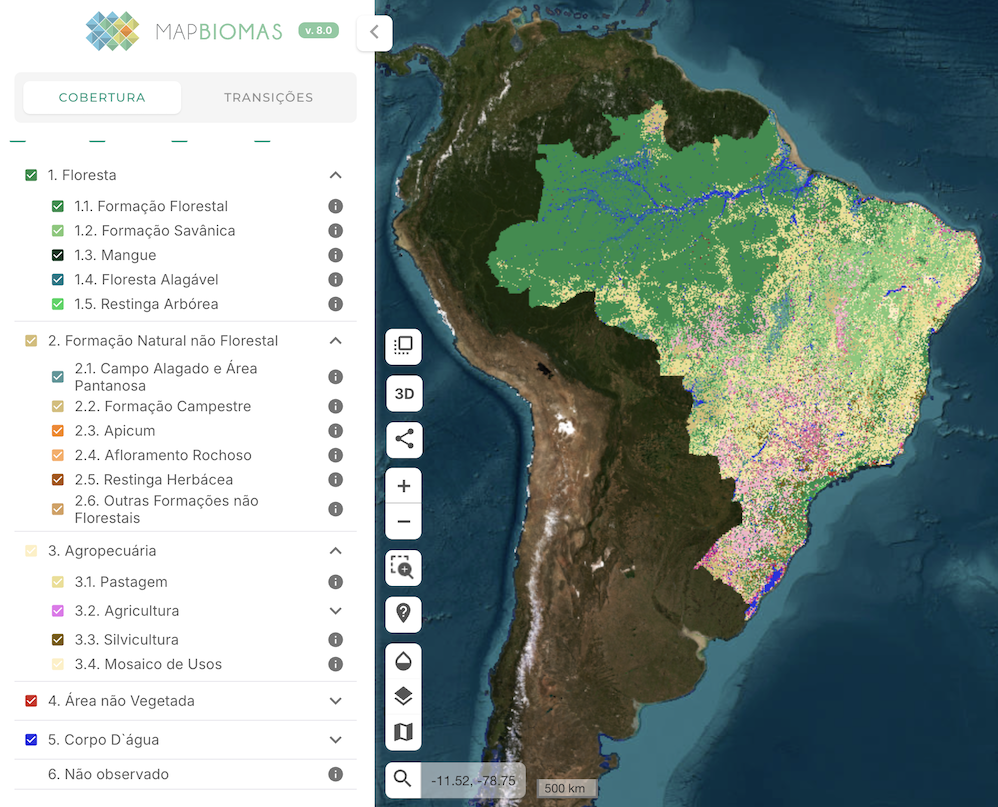 MAPBIOMAS v. 8.0
COBERTURA TRANSIÇÕES
1. Floresta
1.1. Formação Florestal
1.2. Formação Savânica
1.3. Mangue
1.4. Floresta Alagável
1.5. Restinga Arbórea
2. Formação Natural não Florestal
2.1. Campo Alagado e Área
Pantanosa
2.2. Formação Campestre
2.3. Apicum
2.4. Afloramento Rochoso
2.5. Restinga Herbácea
2.6. Outras Formações não
Florestais
3. Agropecuária
3.1. Pastagem
3.2. Agricultura
3.3. Silvicultura
3.4. Mosaico de Usos
4. Área não Vegetada
5. Corpo D`água
6. Não observado
3D
-11.52, -78.75
500 km